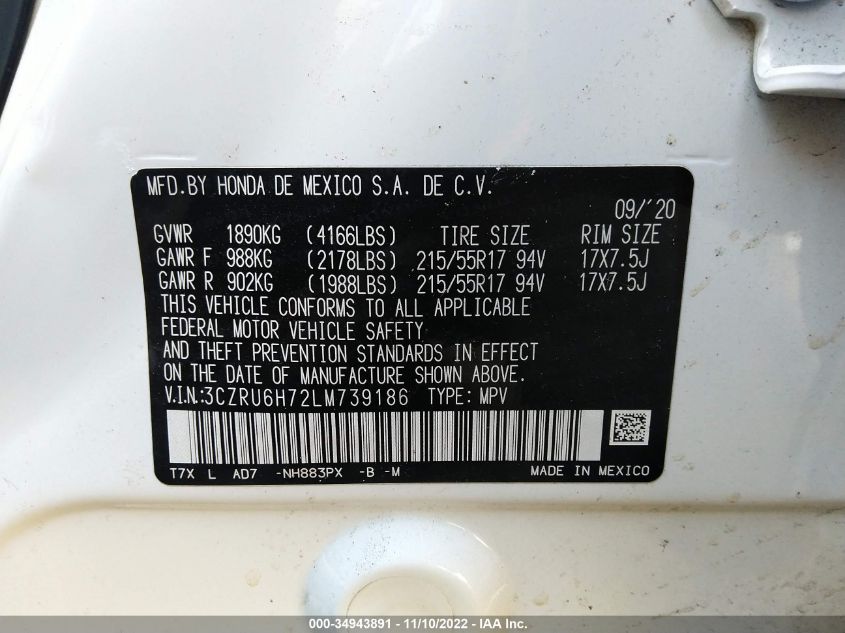 MFD.BY HONDA DE MEXICO S.A. DE C.V.
09/'20
GVWR 1890KG (4166LBS) TIRE SIZE RIM SIZE
GAWR F 988KG (2178LBS) 215/55R17 94V 17X7.5J
GAWR R 902KG (1988LBS) 215/55R17 94V 17X7.5J
THIS VEHICLE CONFORMS TO ALL APPLICABLE
FEDERAL MOTOR VEHICLE SAFETY
AND THEFT PREVENTION STANDARDS IN EFFECT
ON THE DATE OF MANUFACTURE SHOWN ABOVE.
V.I.N:3CZRU6H72LM739186 TYPE: MPV
T7X L AD7 -NH883PX -B -M MADE IN MEXICO
000-34943891 - 11/10/2022 - IAA Inc.